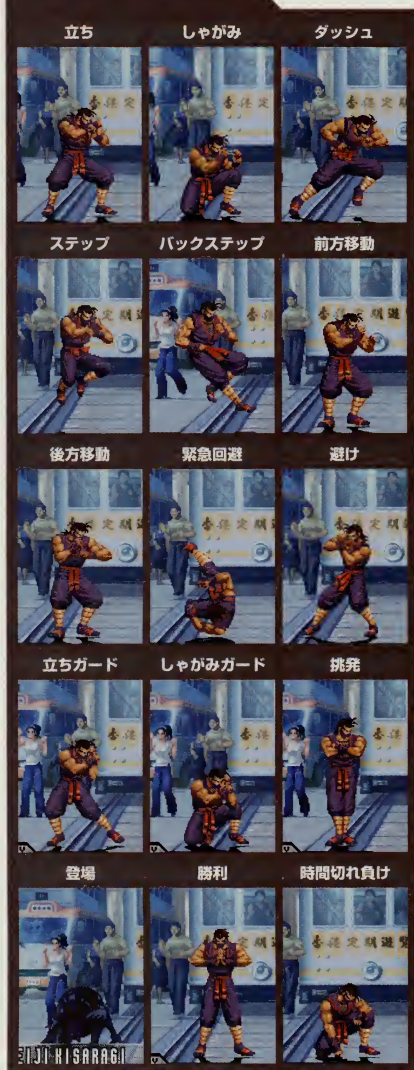 立ち しゃがみ ダッシュ
ステップ バックステップ 前方移動
後方移動 緊急回避 避け
立ちガード しゃがみガード 挑発
登場 勝利 時間切れ負け
EIJI KISARAGI